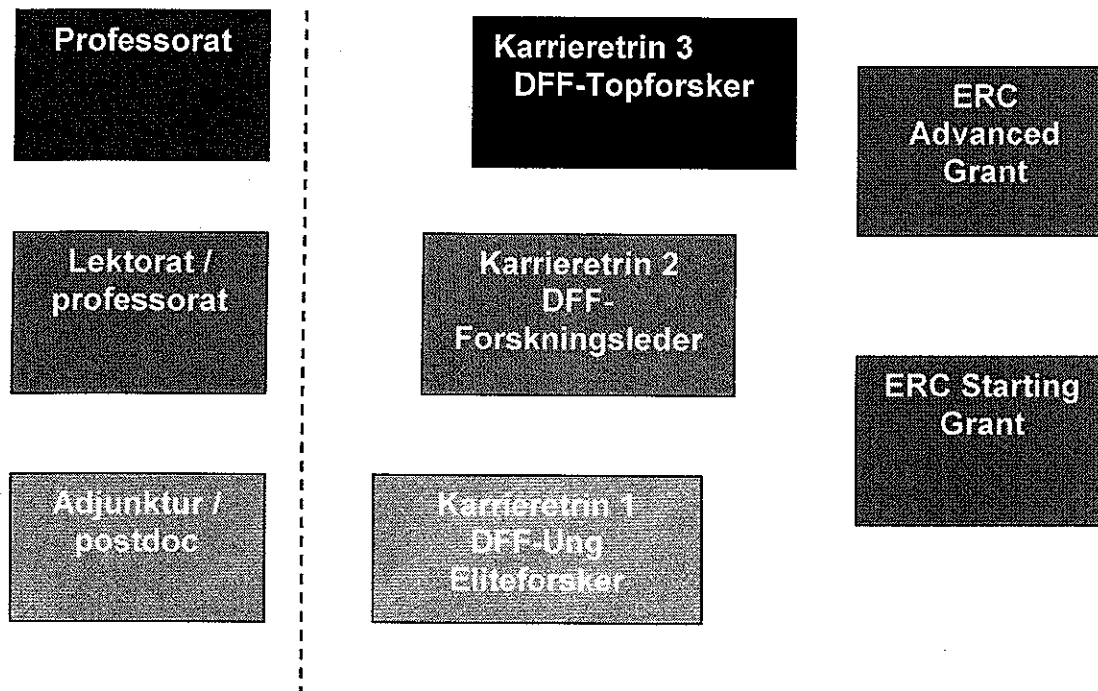 Professorat
Karrieretrin 3
DFF-Topforsker
ERC
Advanced
Grant
Lektorat /
professorat
Karrieretrin 2
DFF-
Forskningsleder
ERC Starting
Grant
Adjunktur /
postdoc
Karrieretrin 1
DFF-Ung
Eliteforsker